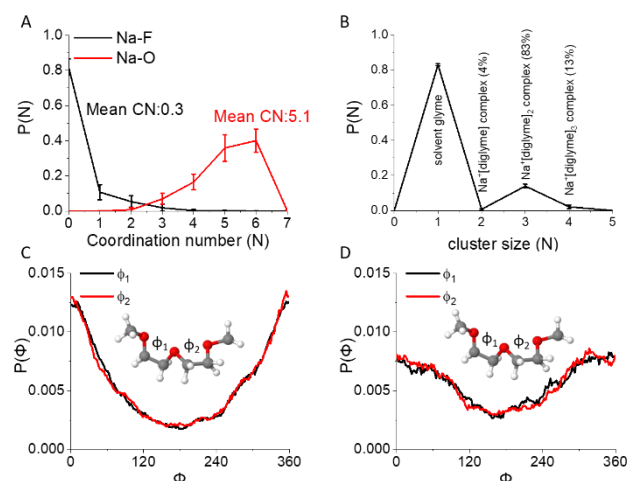 A
Na-F
Na-O
Mean CN:0.3
Mean CN:5.1
P(N)
0.8
0.6
0.4
0.2
0.0
0 1 2 3 4 5 6 7
Coordination number (N)
B
P(N)
1.0
0.8
0.6
0.4
0.2
0.0
solvent glyme
Na⁺[diglyme] complex (4%)
Na⁺[diglyme]₂ complex (83%)
Na⁺[diglyme]₃ complex (13%)
0 1 2 3 4 5
cluster size (N)
C
ϕ₁
ϕ₂
ϕ₁ ϕ₂
P(Φ)
0.015
0.010
0.005
0.000
0 120 240 360
Φ
D
ϕ₁
ϕ₂
ϕ₁ ϕ₂
P(Φ)
0.015
0.010
0.005
0.000
0 120 240 360
Φ